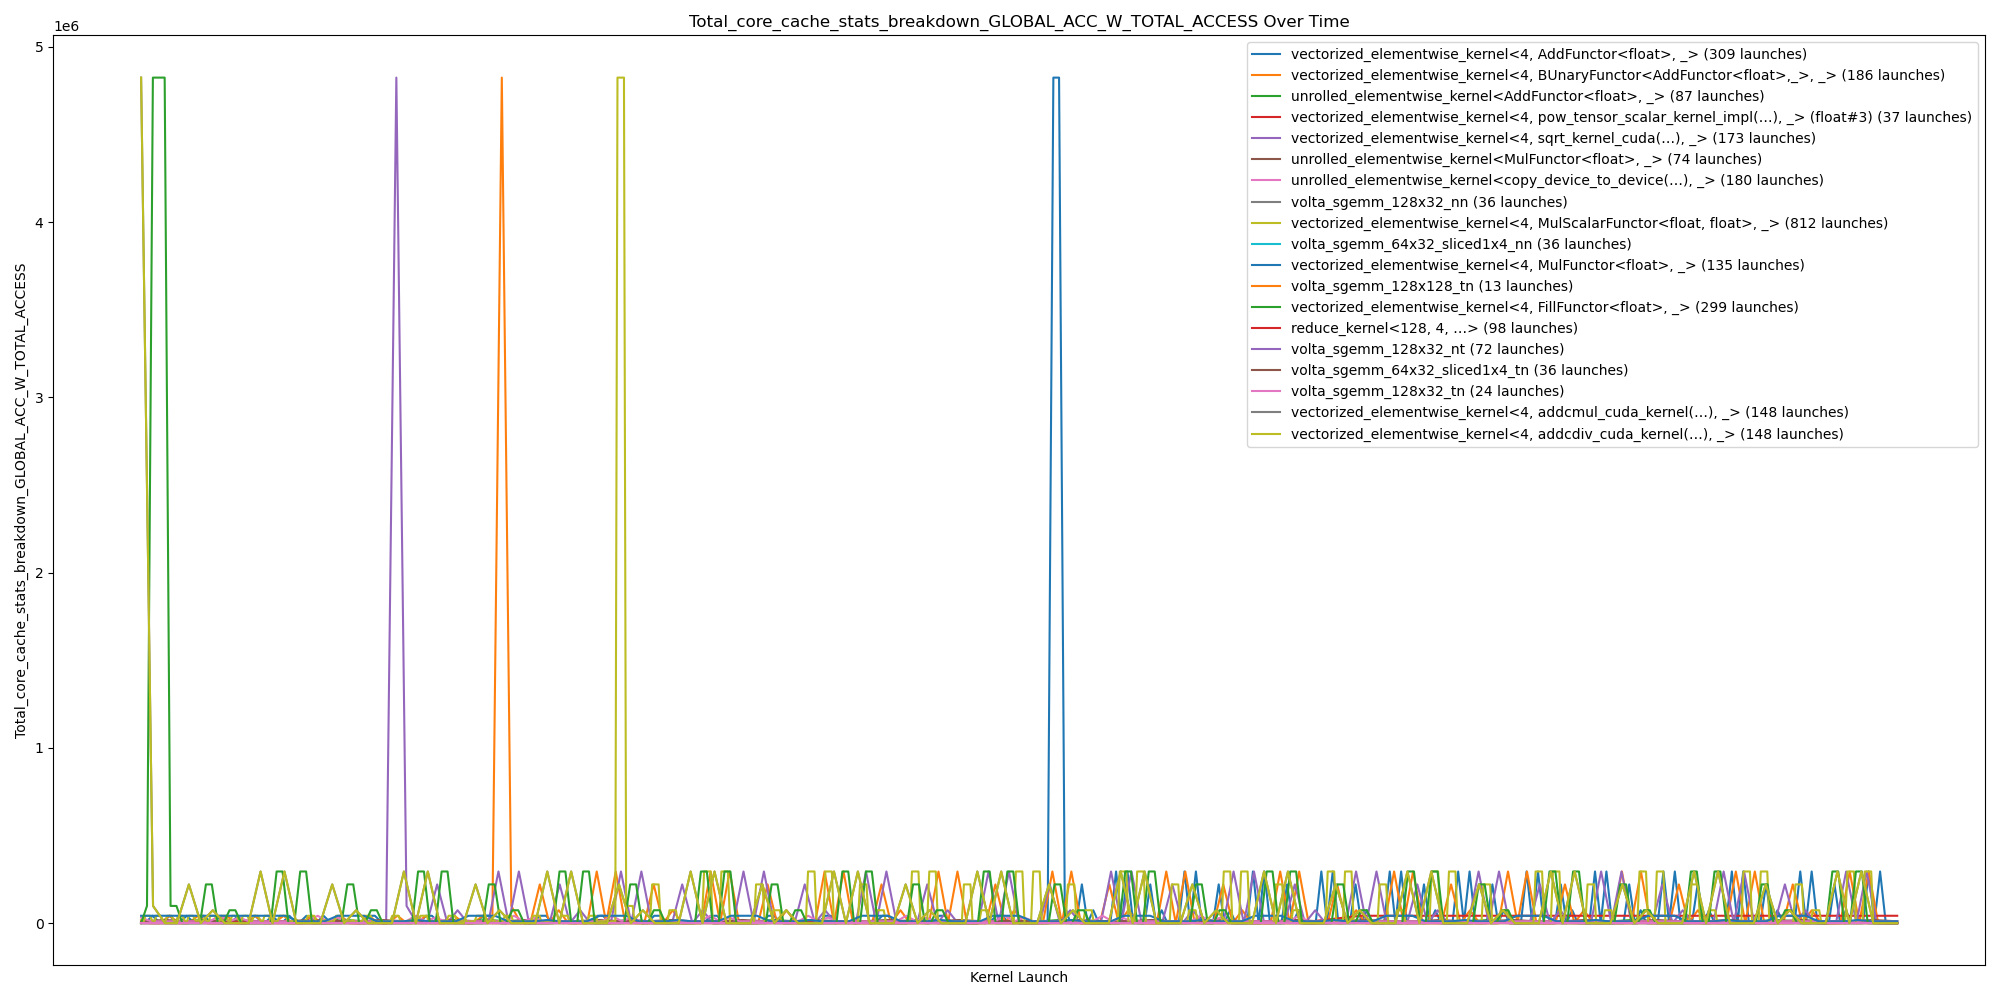 Total_core_cache_stats_breakdown_GLOBAL_ACC_W_TOTAL_ACCESS Over Time
1e6
5
4
3
2
1
0
Total_core_cache_stats_breakdown_GLOBAL_ACC_W_TOTAL_ACCESS
Kernel Launch
vectorized_elementwise_kernel<4, AddFunctor<float>, _> (309 launches)
vectorized_elementwise_kernel<4, BUnaryFunctor<AddFunctor<float>,_>, _> (186 launches)
unrolled_elementwise_kernel<AddFunctor<float>, _> (87 launches)
vectorized_elementwise_kernel<4, pow_tensor_scalar_kernel_impl(...), _> (float#3) (37 launches)
vectorized_elementwise_kernel<4, sqrt_kernel_cuda(...), _> (173 launches)
unrolled_elementwise_kernel<MulFunctor<float>, _> (74 launches)
unrolled_elementwise_kernel<copy_device_to_device(...), _> (180 launches)
volta_sgemm_128x32_nn (36 launches)
vectorized_elementwise_kernel<4, MulScalarFunctor<float, float>, _> (812 launches)
volta_sgemm_64x32_sliced1x4_nn (36 launches)
vectorized_elementwise_kernel<4, MulFunctor<float>, _> (135 launches)
volta_sgemm_128x128_tn (13 launches)
vectorized_elementwise_kernel<4, FillFunctor<float>, _> (299 launches)
reduce_kernel<128, 4, ...> (98 launches)
volta_sgemm_128x32_nt (72 launches)
volta_sgemm_64x32_sliced1x4_tn (36 launches)
volta_sgemm_128x32_tn (24 launches)
vectorized_elementwise_kernel<4, addcmul_cuda_kernel(...), _> (148 launches)
vectorized_elementwise_kernel<4, addcdiv_cuda_kernel(...), _> (148 launches)